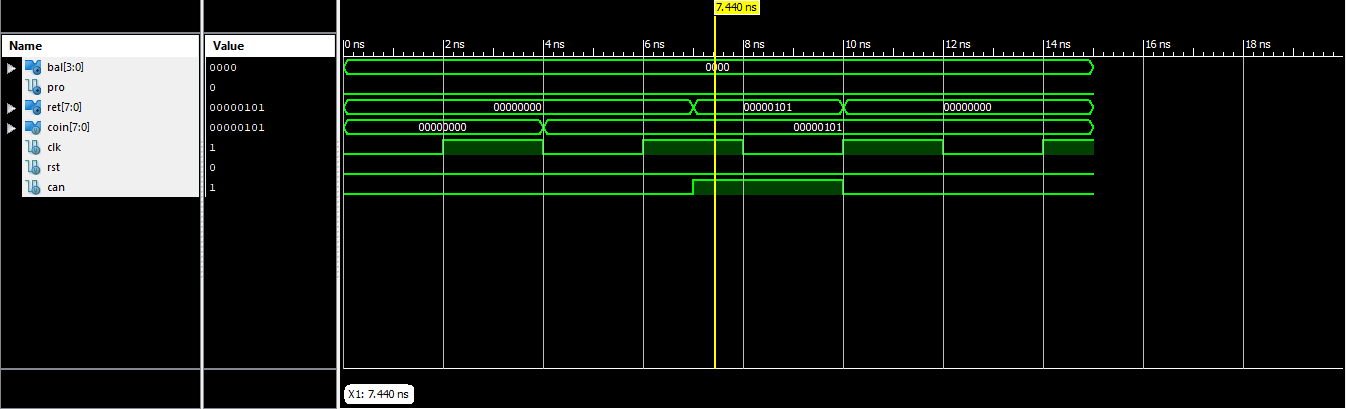 7.440 ns
Name Value 0 ns 2 ns 4 ns 6 ns 8 ns 10 ns 12 ns 14 ns 16 ns 18 ns
bal[3:0] 0000 0000
pro 0
ret[7:0] 00000101 00000000 00000101 00000000
coin[7:0] 00000101 00000000 00000101
clk 1
rst 0
can 1
X1: 7.440 ns